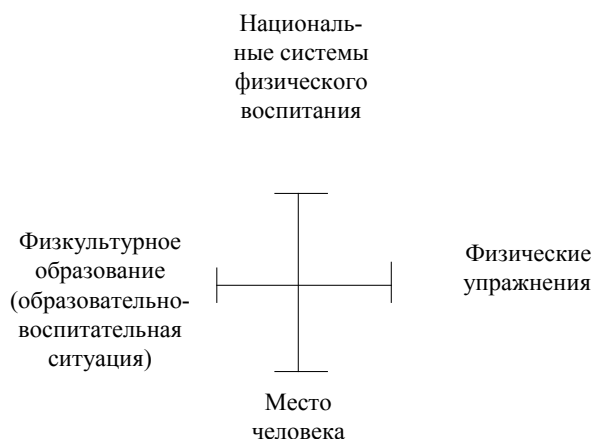 Националь-
ные системы
физического
воспитания
Физкультурное
образование
(образовательно-
воспитательная
ситуация)
Физические
упражнения
Место
человека